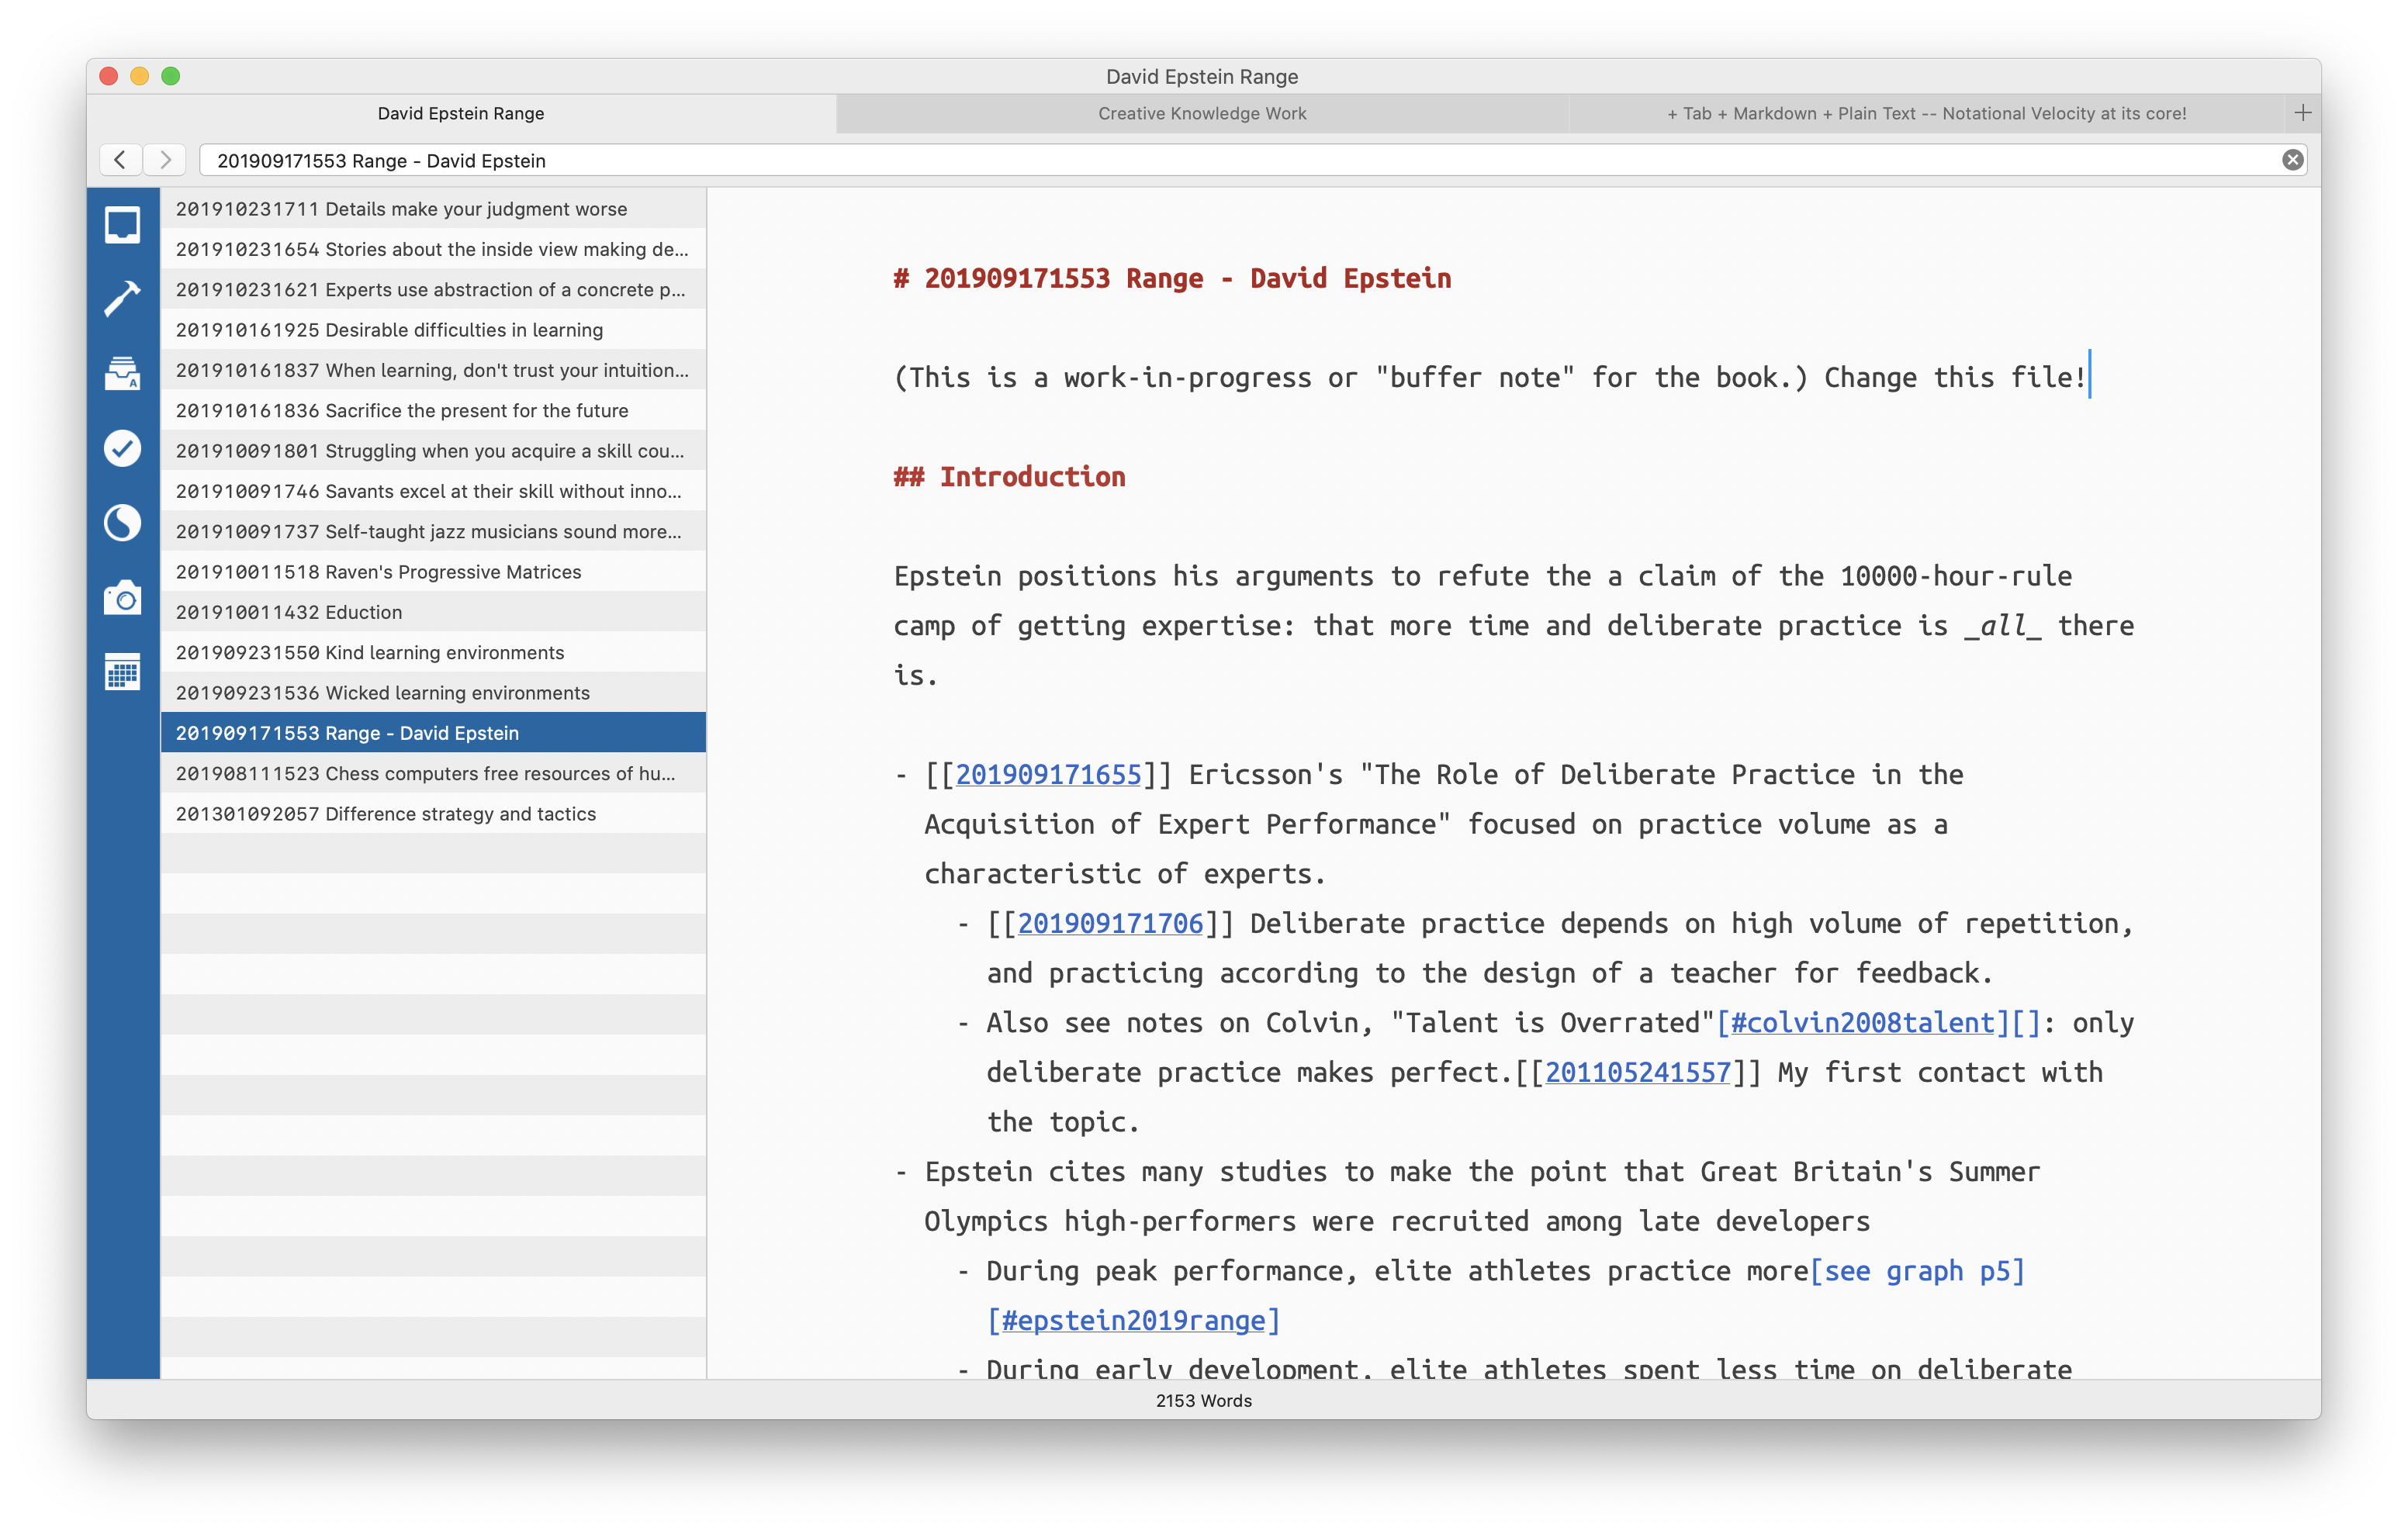 David Epstein Range
David Epstein Range
Creative Knowledge Work
+ Tab + Markdown + Plain Text -- Notational Velocity at its core!
201909171553 Range - David Epstein
201910231711 Details make your judgment worse
201910231654 Stories about the inside view making de...
201910231621 Experts use abstraction of a concrete p...
201910161925 Desirable difficulties in learning
201910161837 When learning, don't trust your intuition...
201910161836 Sacrifice the present for the future
201910091801 Struggling when you acquire a skill cou...
201910091746 Savants excel at their skill without inno...
201910091737 Self-taught jazz musicians sound more...
201910011518 Raven's Progressive Matrices
201910011432 Eduction
201909231550 Kind learning environments
201909231536 Wicked learning environments
201909171553 Range - David Epstein
201908111523 Chess computers free resources of hu...
201301092057 Difference strategy and tactics
# 201909171553 Range - David Epstein
(This is a work-in-progress or "buffer note" for the book.) Change this file!
## Introduction
Epstein positions his arguments to refute the a claim of the 10000-hour-rule
camp of getting expertise: that more time and deliberate practice is _all_ there
is.
- [[201909171655]] Ericsson's "The Role of Deliberate Practice in the
Acquisition of Expert Performance" focused on practice volume as a
characteristic of experts.
- [[201909171706]] Deliberate practice depends on high volume of repetition,
and practicing according to the design of a teacher for feedback.
- Also see notes on Colvin, "Talent is Overrated"[#colvin2008talent][]: only
deliberate practice makes perfect.[[201105241557]] My first contact with
the topic.
- Epstein cites many studies to make the point that Great Britain's Summer
Olympics high-performers were recruited among late developers
- During peak performance, elite athletes practice more[see graph p5]
[#epstein2019range]
- During early development, elite athletes spent less time on deliberate
2153 Words